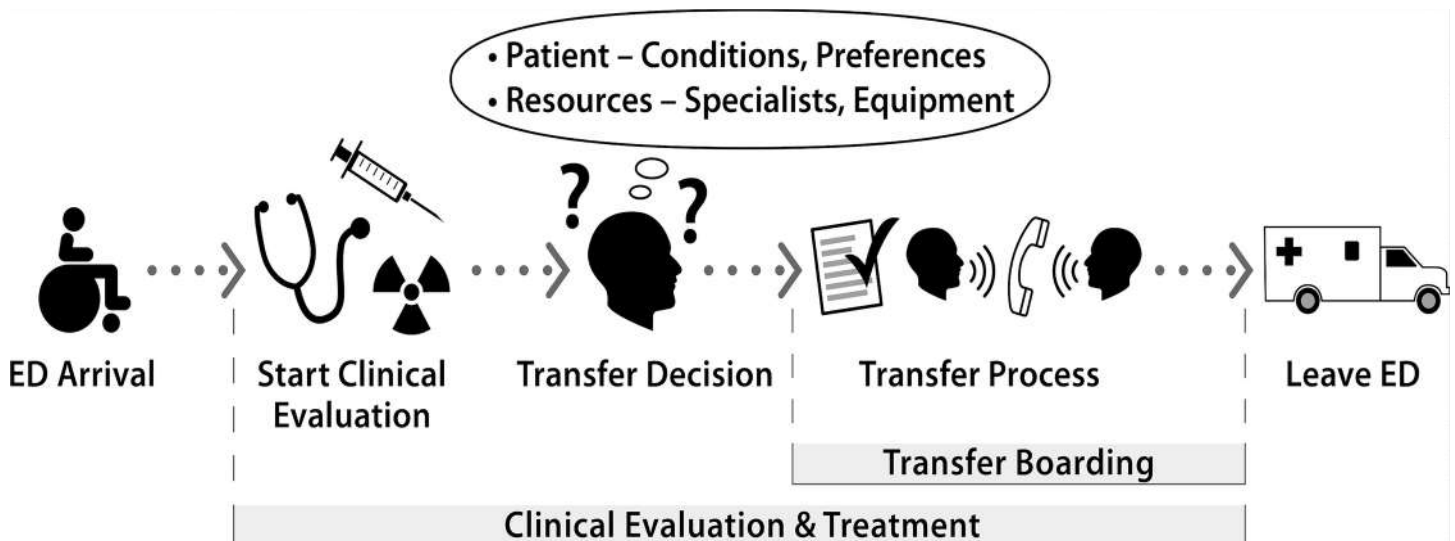 • Patient – Conditions, Preferences
• Resources – Specialists, Equipment
? ?
ED Arrival
Start Clinical
Evaluation
Transfer Decision
Transfer Process
Leave ED
Transfer Boarding
Clinical Evaluation & Treatment